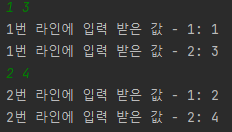 1 3
1번 라인에 입력 받은 값 - 1: 1
1번 라인에 입력 받은 값 - 2: 3
2 4
2번 라인에 입력 받은 값 - 1: 2
2번 라인에 입력 받은 값 - 2: 4